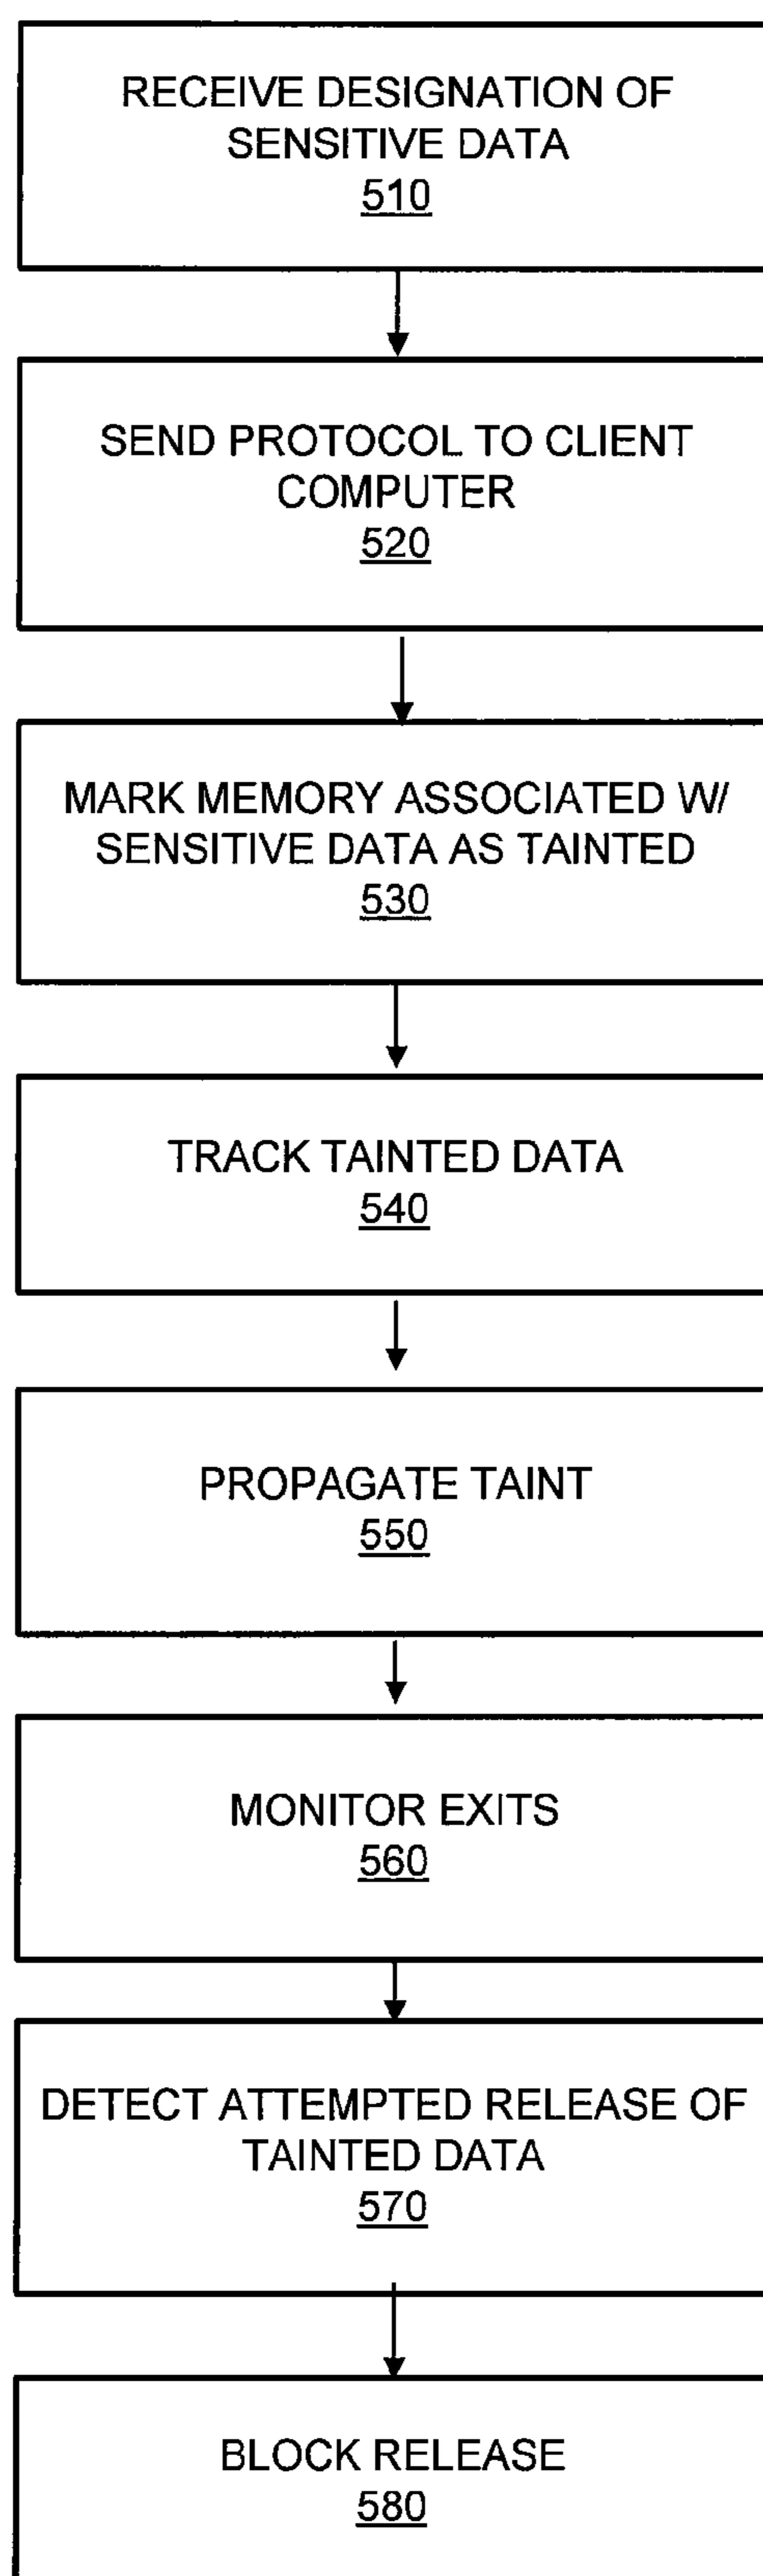 RECEIVE DESIGNATION OF
SENSITIVE DATA
510
SEND PROTOCOL TO CLIENT
COMPUTER
520
MARK MEMORY ASSOCIATED W/
SENSITIVE DATA AS TAINTED
530
TRACK TAINTED DATA
540
PROPAGATE TAINT
550
MONITOR EXITS
560
DETECT ATTEMPTED RELEASE OF
TAINTED DATA
570
BLOCK RELEASE
580